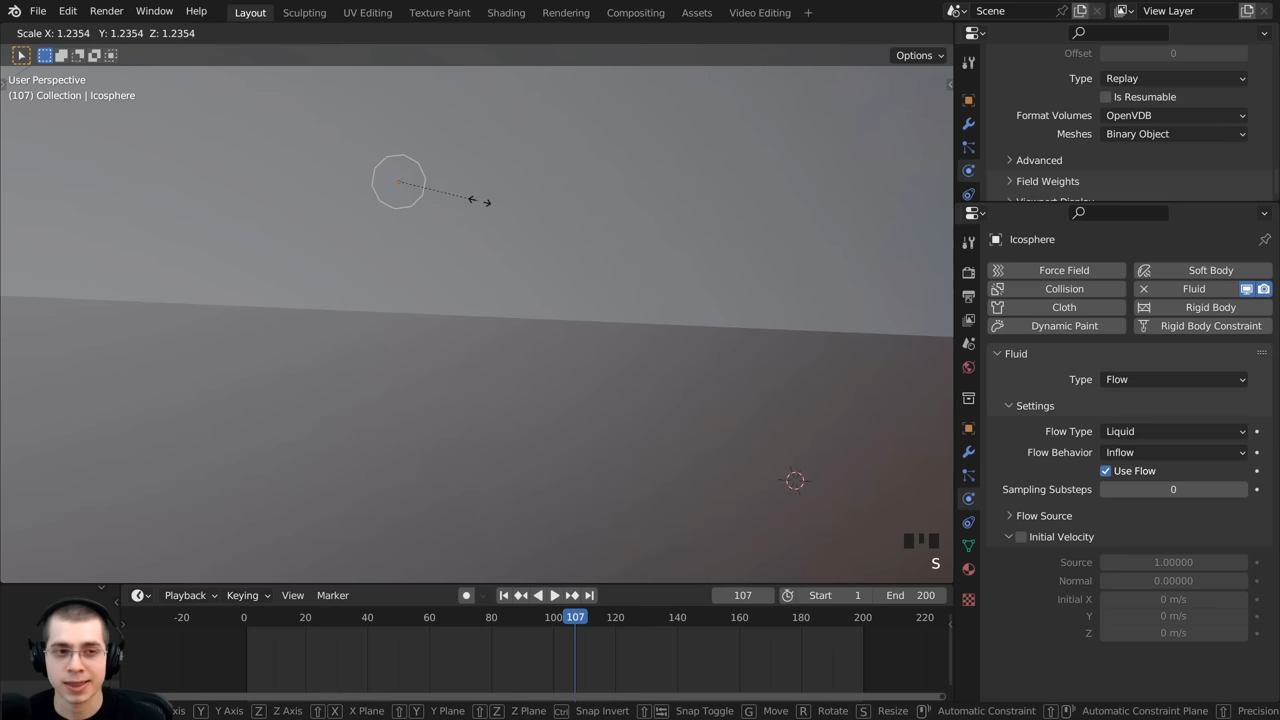 File Edit Render Window Help Layout Sculpting UV Editing Texture Paint Shading Rendering Compositing Assets Video Editing + Scene View Layer
Scale X: 1.2354 Y: 1.2354 Z: 1.2354
Options
User Perspective
(107) Collection | Icosphere
Offset 0
Type Replay
Is Resumable
Format Volumes OpenVDB
Meshes Binary Object
Advanced
Field Weights
Viewport Display
Icosphere
Force Field Soft Body
Collision Fluid
Cloth Rigid Body
Dynamic Paint Rigid Body Constraint
Fluid
Type Flow
Settings
Flow Type Liquid
Flow Behavior Inflow
Use Flow
Sampling Substeps 0
Flow Source
Initial Velocity
Source 1.00000
Normal 0.00000
Initial X 0 m/s
Y 0 m/s
Z 0 m/s
S
Playback Keying View Marker 107 Start 1 End 200
-20 0 20 40 60 80 100 107 120 140 160 180 200 220
Y Y Axis Z Z Axis X X Plane Y Y Plane Z Z Plane Ctrl Snap Invert Snap Toggle G Move R Rotate S Resize Automatic Constraint Automatic Constraint Precision